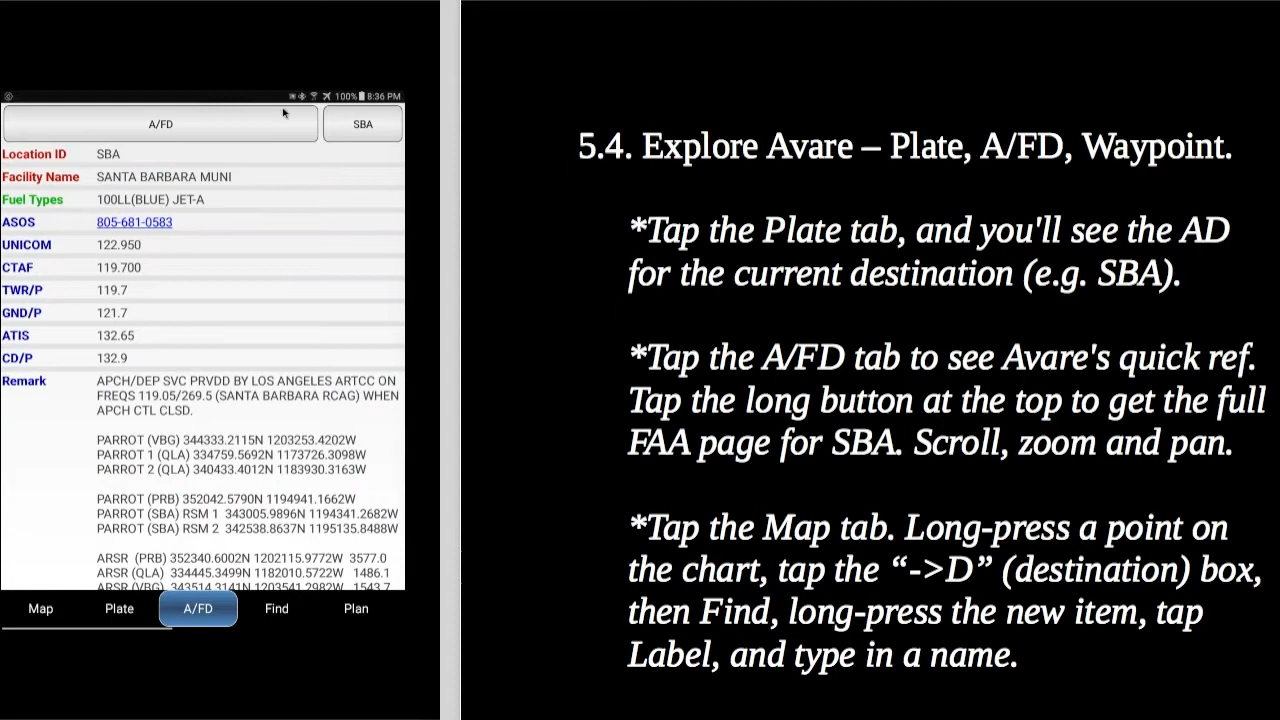 100% 8:36 PM
A/FD SBA
Location ID SBA
Facility Name SANTA BARBARA MUNI
Fuel Types 100LL(BLUE) JET-A
ASOS 805-681-0583
UNICOM 122.950
CTAF 119.700
TWR/P 119.7
GND/P 121.7
ATIS 132.65
CD/P 132.9
Remark APCH/DEP SVC PRVDD BY LOS ANGELES ARTCC ON
FREQS 119.05/269.5 (SANTA BARBARA RCAG) WHEN
APCH CTL CLSD.
PARROT (VBG) 344333.2115N 1203253.4202W
PARROT 1 (QLA) 334759.5692N 1173726.3098W
PARROT 2 (QLA) 340433.4012N 1183930.3163W
PARROT (PRB) 352042.5790N 1194941.1662W
PARROT (SBA) RSM 1 343005.9896N 1194341.2682W
PARROT (SBA) RSM 2 342538.8637N 1195135.8488W
ARSR (PRB) 352340.6002N 1202115.9772W 3577.0
ARSR (QLA) 334445.3499N 1182010.5722W 1486.1
ARSR (VBG) 343514.3141N 1203541.2982W 1543.7
Map Plate A/FD Find Plan
5.4. Explore Avare – Plate, A/FD, Waypoint.
*Tap the Plate tab, and you'll see the AD
for the current destination (e.g. SBA).
*Tap the A/FD tab to see Avare's quick ref.
Tap the long button at the top to get the full
FAA page for SBA. Scroll, zoom and pan.
*Tap the Map tab. Long-press a point on
the chart, tap the “->D” (destination) box,
then Find, long-press the new item, tap
Label, and type in a name.